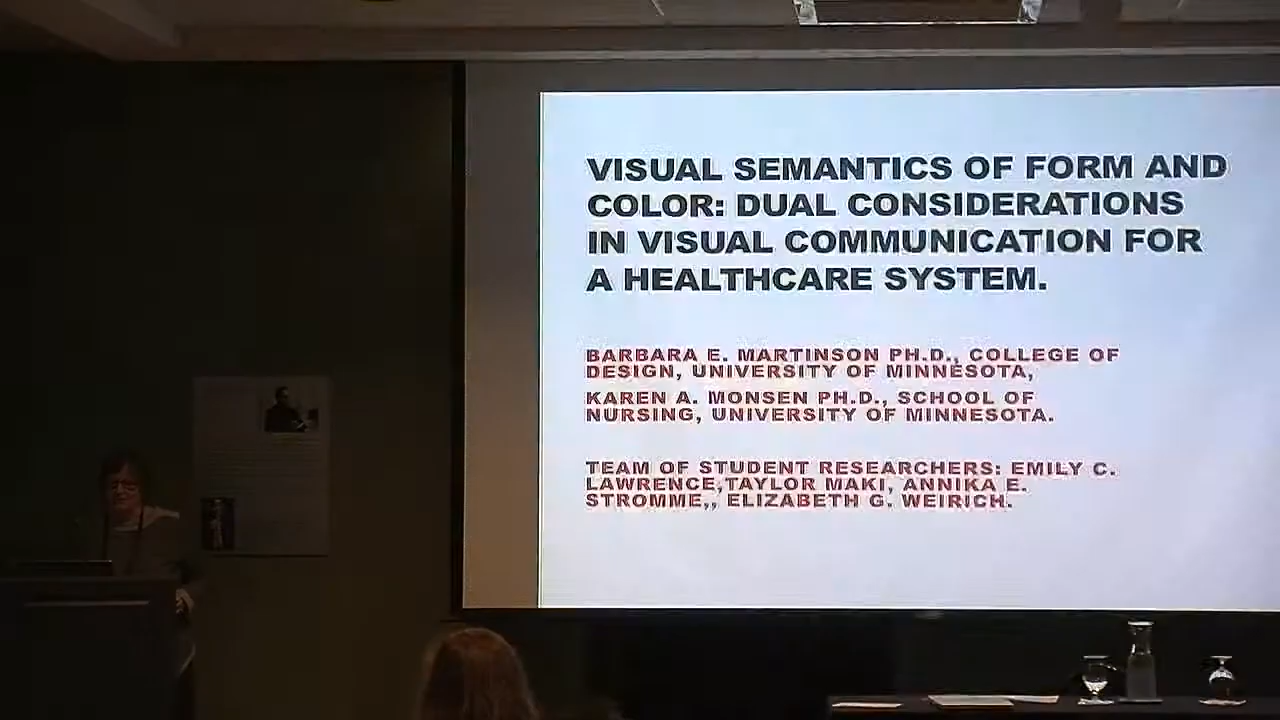 VISUAL SEMANTICS OF FORM AND
COLOR: DUAL CONSIDERATIONS
IN VISUAL COMMUNICATION FOR
A HEALTHCARE SYSTEM.
BARBARA E. MARTINSON PH.D., COLLEGE OF
DESIGN, UNIVERSITY OF MINNESOTA,
KAREN A. MONSEN PH.D., SCHOOL OF
NURSING, UNIVERSITY OF MINNESOTA.
TEAM OF STUDENT RESEARCHERS: EMILY C.
LAWRENCE,TAYLOR MAKI, ANNIKA E.
STROMME,, ELIZABETH G. WEIRICH.